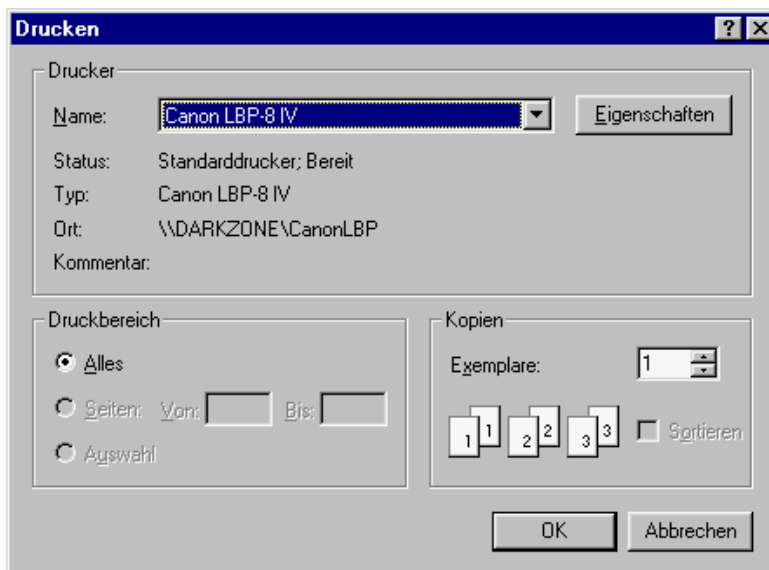 Drucken
Drucker
Name: Canon LBP-8 IV Eigenschaften
Status: Standarddrucker; Bereit
Typ: Canon LBP-8 IV
Ort: \\DARKZONE\CanonLBP
Kommentar:
Druckbereich
Alles
Seiten: Von: Bis:
Auswahl
Kopien
Exemplare: 1
1 1 2 2 3 3 Sortieren
OK Abbrechen